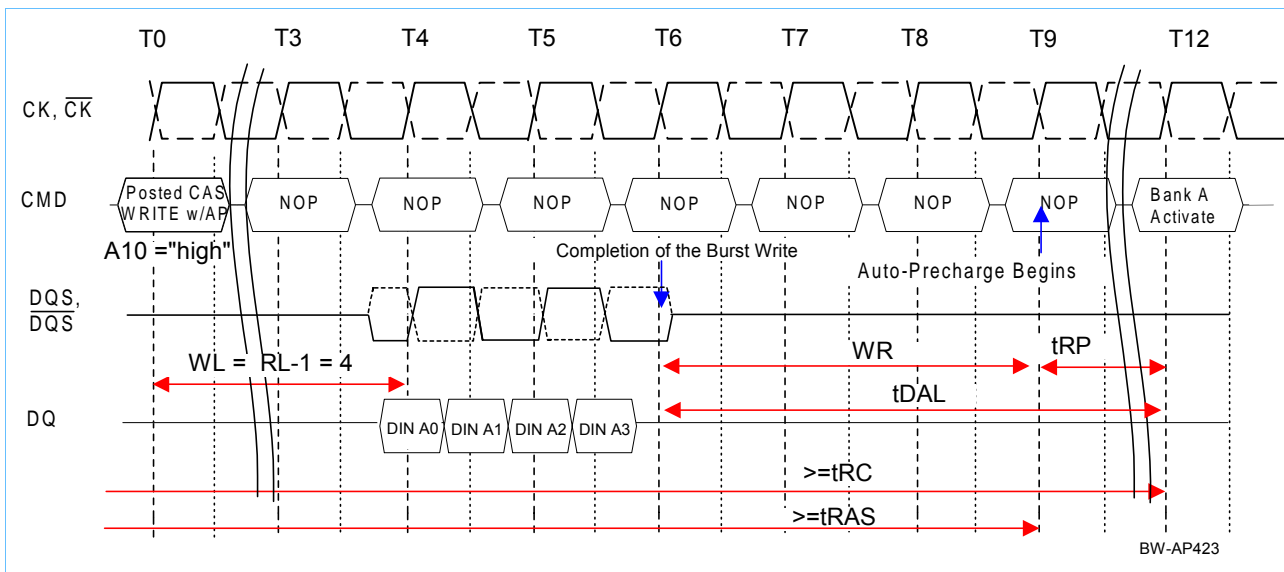 T0 T3 T4 T5 T6 T7 T8 T9 T12
CK, CK
CMD
Posted CAS
WRITE w/AP
NOP NOP NOP NOP NOP NOP NOP
Bank A
Activate
A10 ="high"
Completion of the Burst Write
Auto-Precharge Begins
DQS,
DQS
WL = RL-1 = 4
WR
tRP
tDAL
DQ
DIN A0 DIN A1 DIN A2 DIN A3
>=tRC
>=tRAS
BW-AP423